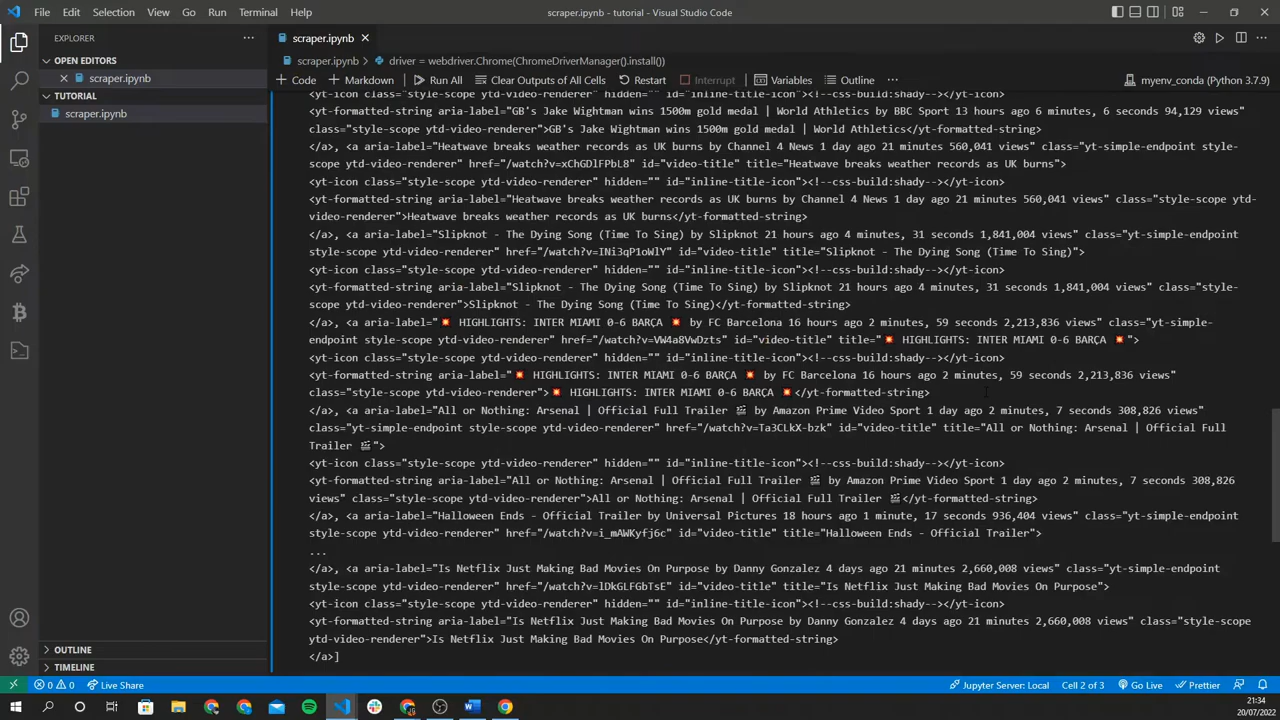 File Edit Selection View Go Run Terminal Help scraper.ipynb - tutorial - Visual Studio Code
EXPLORER
OPEN EDITORS
scraper.ipynb
TUTORIAL
scraper.ipynb
OUTLINE
TIMELINE
scraper.ipynb
scraper.ipynb > driver = webdriver.Chrome(ChromeDriverManager().install())
+ Code + Markdown Run All Clear Outputs of All Cells Restart Interrupt Variables Outline ... myenv_conda (Python 3.7.9)
<yt-icon class="style-scope ytd-video-renderer" hidden="" id="inline-title-icon"><!--css-build:shady--></yt-icon>
<yt-formatted-string aria-label="GB's Jake Wightman wins 1500m gold medal | World Athletics by BBC Sport 13 hours ago 6 minutes, 6 seconds 94,129 views"
class="style-scope ytd-video-renderer">GB's Jake Wightman wins 1500m gold medal | World Athletics</yt-formatted-string>
</a>, <a aria-label="Heatwave breaks weather records as UK burns by Channel 4 News 1 day ago 21 minutes 560,041 views" class="yt-simple-endpoint style-
scope ytd-video-renderer" href="/watch?v=xChGDlFPbL8" id="video-title" title="Heatwave breaks weather records as UK burns">
<yt-icon class="style-scope ytd-video-renderer" hidden="" id="inline-title-icon"><!--css-build:shady--></yt-icon>
<yt-formatted-string aria-label="Heatwave breaks weather records as UK burns by Channel 4 News 1 day ago 21 minutes 560,041 views" class="style-scope ytd-
video-renderer">Heatwave breaks weather records as UK burns</yt-formatted-string>
</a>, <a aria-label="Slipknot - The Dying Song (Time To Sing) by Slipknot 21 hours ago 4 minutes, 31 seconds 1,841,004 views" class="yt-simple-endpoint
style-scope ytd-video-renderer" href="/watch?v=INi3qP1oWlY" id="video-title" title="Slipknot - The Dying Song (Time To Sing)">
<yt-icon class="style-scope ytd-video-renderer" hidden="" id="inline-title-icon"><!--css-build:shady--></yt-icon>
<yt-formatted-string aria-label="Slipknot - The Dying Song (Time To Sing) by Slipknot 21 hours ago 4 minutes, 31 seconds 1,841,004 views" class="style-
scope ytd-video-renderer">Slipknot - The Dying Song (Time To Sing)</yt-formatted-string>
</a>, <a aria-label="💥 HIGHLIGHTS: INTER MIAMI 0-6 BARÇA 💥 by FC Barcelona 16 hours ago 2 minutes, 59 seconds 2,213,836 views" class="yt-simple-
endpoint style-scope ytd-video-renderer" href="/watch?v=VW4a8VwDzts" id="video-title" title="💥 HIGHLIGHTS: INTER MIAMI 0-6 BARÇA 💥">
<yt-icon class="style-scope ytd-video-renderer" hidden="" id="inline-title-icon"><!--css-build:shady--></yt-icon>
<yt-formatted-string aria-label="💥 HIGHLIGHTS: INTER MIAMI 0-6 BARÇA 💥 by FC Barcelona 16 hours ago 2 minutes, 59 seconds 2,213,836 views"
class="style-scope ytd-video-renderer">💥 HIGHLIGHTS: INTER MIAMI 0-6 BARÇA 💥</yt-formatted-string>
</a>, <a aria-label="All or Nothing: Arsenal | Official Full Trailer 🎬 by Amazon Prime Video Sport 1 day ago 2 minutes, 7 seconds 308,826 views"
class="yt-simple-endpoint style-scope ytd-video-renderer" href="/watch?v=Ta3CLkX-bzk" id="video-title" title="All or Nothing: Arsenal | Official Full
Trailer 🎬">
<yt-icon class="style-scope ytd-video-renderer" hidden="" id="inline-title-icon"><!--css-build:shady--></yt-icon>
<yt-formatted-string aria-label="All or Nothing: Arsenal | Official Full Trailer 🎬 by Amazon Prime Video Sport 1 day ago 2 minutes, 7 seconds 308,826
views" class="style-scope ytd-video-renderer">All or Nothing: Arsenal | Official Full Trailer 🎬</yt-formatted-string>
</a>, <a aria-label="Halloween Ends - Official Trailer by Universal Pictures 18 hours ago 1 minute, 17 seconds 936,404 views" class="yt-simple-endpoint
style-scope ytd-video-renderer" href="/watch?v=i_mAWKyfj6c" id="video-title" title="Halloween Ends - Official Trailer">
...
</a>, <a aria-label="Is Netflix Just Making Bad Movies On Purpose by Danny Gonzalez 4 days ago 21 minutes 2,660,008 views" class="yt-simple-endpoint
style-scope ytd-video-renderer" href="/watch?v=lDkGLFGbTsE" id="video-title" title="Is Netflix Just Making Bad Movies On Purpose">
<yt-icon class="style-scope ytd-video-renderer" hidden="" id="inline-title-icon"><!--css-build:shady--></yt-icon>
<yt-formatted-string aria-label="Is Netflix Just Making Bad Movies On Purpose by Danny Gonzalez 4 days ago 21 minutes 2,660,008 views" class="style-scope
ytd-video-renderer">Is Netflix Just Making Bad Movies On Purpose</yt-formatted-string>
</a>]
0 0 Live Share Jupyter Server: Local Cell 2 of 3 Go Live Prettier
21:34
20/07/2022